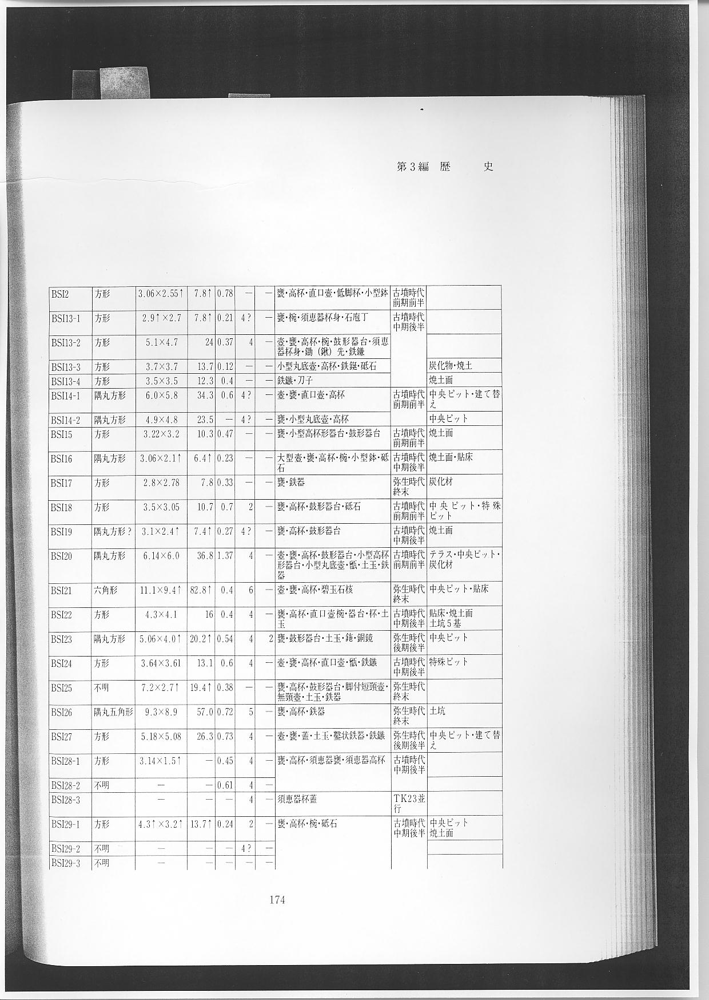 第3編 歴 史
BSI2 方形 3.06×2.55↑ 7.8↑ 0.78 － － 甕・高杯・直口壺・低脚杯・小型鉢 古墳時代
前期前半
BSI13-1 方形 2.9↑×2.7 7.8↑ 0.21 4? － 甕・椀・須恵器杯身・石庖丁 古墳時代
中期後半
BSI13-2 方形 5.1×4.7 24 0.37 4 － 壺・甕・高杯・椀・鼓形器台・須恵
器杯身・鋤（鍬）先・鉄鎌
BSI13-3 方形 3.7×3.7 13.7 0.12 － － 小型丸底壺・高杯・鉄鋌・砥石 炭化物・焼土
BSI13-4 方形 3.5×3.5 12.3 0.4 － － 鉄鏃・刀子 焼土面
BSI14-1 隅丸方形 6.0×5.8 34.3 0.6 4? － 壺・甕・直口壺・高杯 古墳時代 中央ピット・建て替
前期前半 え
BSI14-2 隅丸方形 4.9×4.8 23.5 － 4? － 甕・小型丸底壺・高杯 中央ピット
BSI15 方形 3.22×3.2 10.3 0.47 － － 甕・小型高杯形器台・鼓形器台 古墳時代 焼土面
前期前半
BSI16 隅丸方形 3.06×2.1↑ 6.4↑ 0.23 － － 大型壺・甕・高杯・椀・小型鉢・砥 古墳時代 焼土面・貼床
石 中期後半
BSI17 方形 2.8×2.78 7.8 0.33 － － 甕・鉄器 弥生時代 炭化材
終末
BSI18 方形 3.5×3.05 10.7 0.7 2 － 甕・高杯・鼓形器台・砥石 古墳時代 中央ピット・特殊
前期前半 ピット
BSI19 隅丸方形? 3.1×2.4↑ 7.4↑ 0.27 4? － 甕・高杯・鼓形器台 古墳時代 焼土面
中期後半
BSI20 隅丸方形 6.14×6.0 36.8 1.37 4 － 壺・甕・高杯・鼓形器台・小型高杯 古墳時代 テラス・中央ピット・
形器台・小型丸底壺・甑・土玉・鉄 前期前半 炭化材
器
BSI21 六角形 11.1×9.4↑ 82.8↑ 0.4 6 － 壺・甕・高杯・碧玉石核 弥生時代 中央ピット・貼床
終末
BSI22 方形 4.3×4.1 16 0.4 4 － 甕・高杯・直口壺椀・器台・杯・土 古墳時代 貼床・焼土面
玉 中期後半 土坑5基
BSI23 隅丸方形 5.06×4.0↑ 20.2↑ 0.54 4 2 甕・鼓形器台・土玉・鉇・銅鏡 弥生時代 中央ピット
後期後半
BSI24 方形 3.64×3.61 13.1 0.6 4 － 壺・甕・高杯・直口壺・甑・鉄鏃 古墳時代 特殊ピット
中期後半
BSI25 不明 7.2×2.7↑ 19.4↑ 0.38 － － 甕・高杯・鼓形器台・脚付短頸壺・ 弥生時代
無頸壺・土玉・鉄器 終末
BSI26 隅丸五角形 9.3×8.9 57.0 0.72 5 － 甕・高杯・鉄器 弥生時代 土坑
終末
BSI27 方形 5.18×5.08 26.3 0.73 4 － 壺・甕・蓋・土玉・鑿状鉄器・鉄鏃 弥生時代 中央ピット・建て替
後期後半 え
BSI28-1 方形 3.14×1.5↑ － 0.45 4 － 甕・高杯・須恵器甕・須恵器高杯 古墳時代
中期後半
BSI28-2 不明 － － 0.61 4 －
BSI28-3 － － － 4 － 須恵器杯蓋 TK23並
行
BSI29-1 方形 4.3↑×3.2↑ 13.7↑ 0.24 2 － 甕・高杯・椀・砥石 古墳時代 中央ピット
中期後半 焼土面
BSI29-2 不明 － － － 4? －
BSI29-3 不明 － － － － －
174